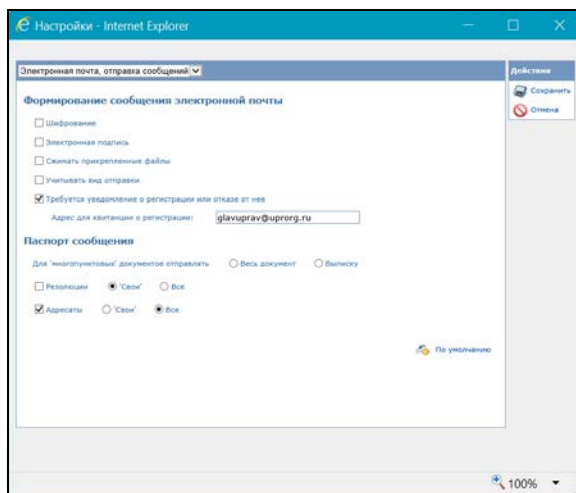 Настройки - Internet Explorer
Электронная почта, отправка сообщений
Действия
Сохранить
Отмена
Формирование сообщения электронной почты
Шифрование
Электронная подпись
Сжимать прикрепленные файлы
Учитывать вид отправки
Требуется уведомление о регистрации или отказе от нее
Адрес для квитанции о регистрации: glavuprav@uprorg.ru
Паспорт сообщения
Для 'многопунктовых' документов отправлять Весь документ Выписку
Резолюции 'Свои' Все
Адресаты 'Свои' Все
По умолчанию
100%